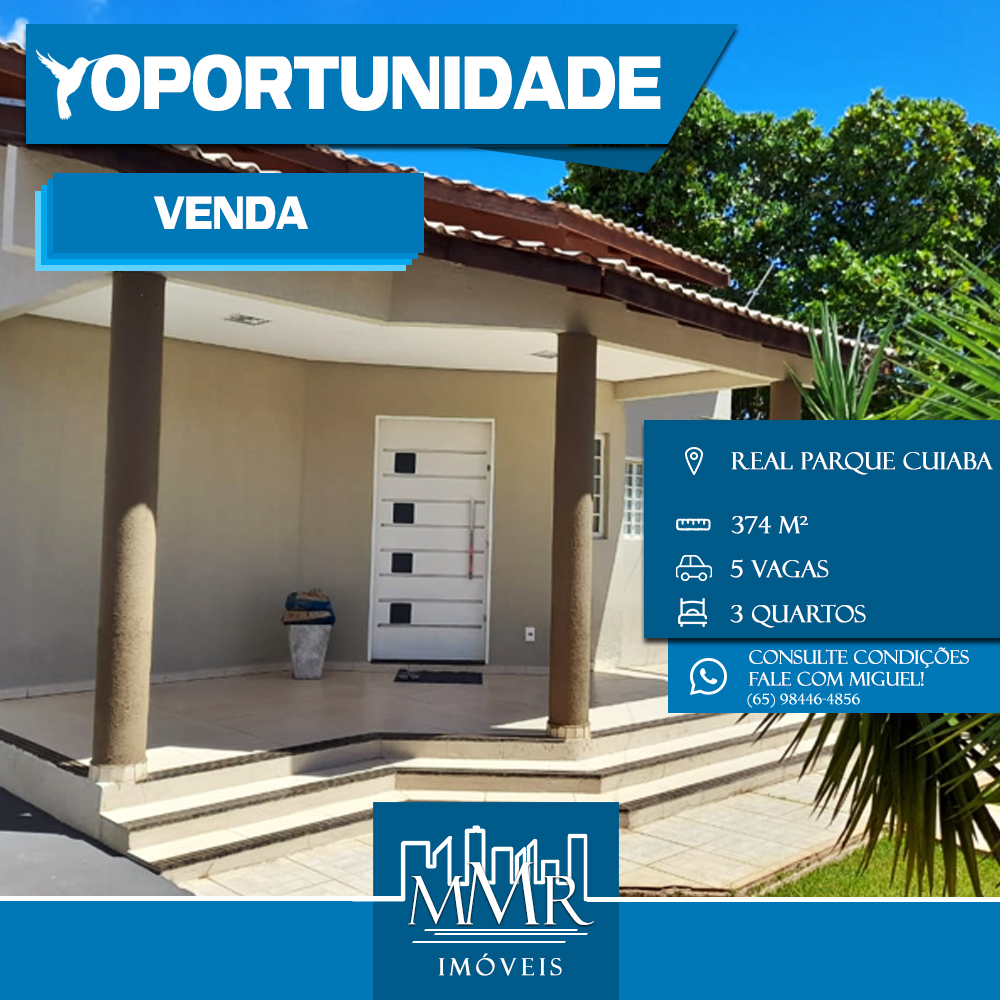 OPORTUNIDADE
VENDA
REAL PARQUE CUIABA
374 M²
5 VAGAS
3 QUARTOS
CONSULTE CONDIÇÕES
FALE COM MIGUEL!
(65) 98446-4856
MMR
IMÓVEIS